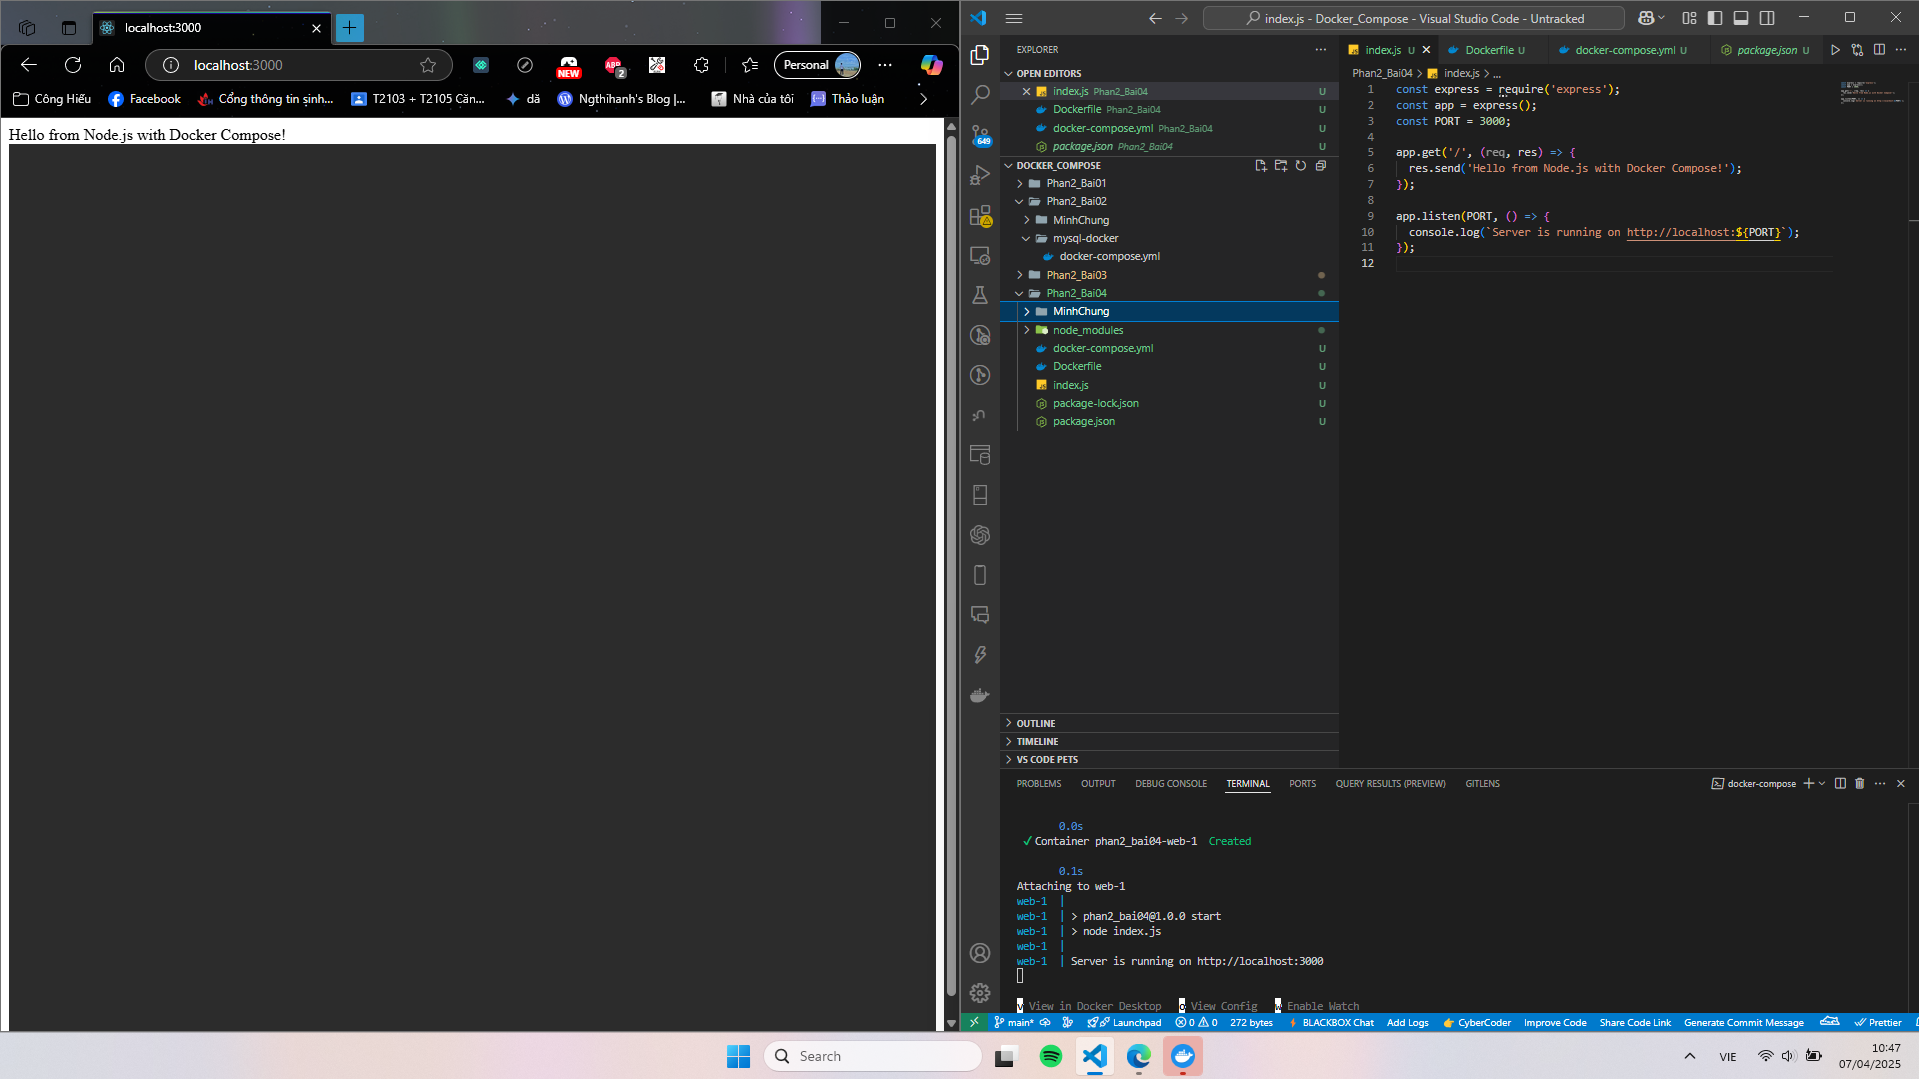 localhost:3000
localhost:3000
NEW
ABP
2
Personal
Công Hiếu
Facebook
Cổng thông tin sinh...
T2103 + T2105 Căn...
dã
Ngthihanh's Blog |...
Nhà của tôi
Thảo luận
Hello from Node.js with Docker Compose!
index.js - Docker_Compose - Visual Studio Code - Untracked
EXPLORER
OPEN EDITORS
index.js Phan2_Bai04 U
Dockerfile Phan2_Bai04 U
docker-compose.yml Phan2_Bai04 U
package.json Phan2_Bai04 U
649
DOCKER_COMPOSE
Phan2_Bai01
Phan2_Bai02
MinhChung
mysql-docker
docker-compose.yml
Phan2_Bai03
Phan2_Bai04
MinhChung
node_modules
docker-compose.yml U
Dockerfile U
index.js U
package-lock.json U
package.json U
OUTLINE
TIMELINE
VS CODE PETS
index.js U
Dockerfile U
docker-compose.yml U
package.json U
Phan2_Bai04 > index.js > ...
1 const express = require('express');
2 const app = express();
3 const PORT = 3000;
4
5 app.get('/', (req, res) => {
6 res.send('Hello from Node.js with Docker Compose!');
7 });
8
9 app.listen(PORT, () => {
10 console.log(`Server is running on http://localhost:${PORT}`);
11 });
12
PROBLEMS OUTPUT DEBUG CONSOLE TERMINAL PORTS QUERY RESULTS (PREVIEW) GITLENS
docker-compose
0.0s
✓ Container phan2_bai04-web-1 Created
0.1s
Attaching to web-1
web-1 |
web-1 | > phan2_bai04@1.0.0 start
web-1 | > node index.js
web-1 |
web-1 | Server is running on http://localhost:3000
v View in Docker Desktop o View Config w Enable Watch
main* Launchpad 0 0 272 bytes BLACKBOX Chat Add Logs CyberCoder Improve Code Share Code Link Generate Commit Message Prettier
Search
VIE
10:47
07/04/2025